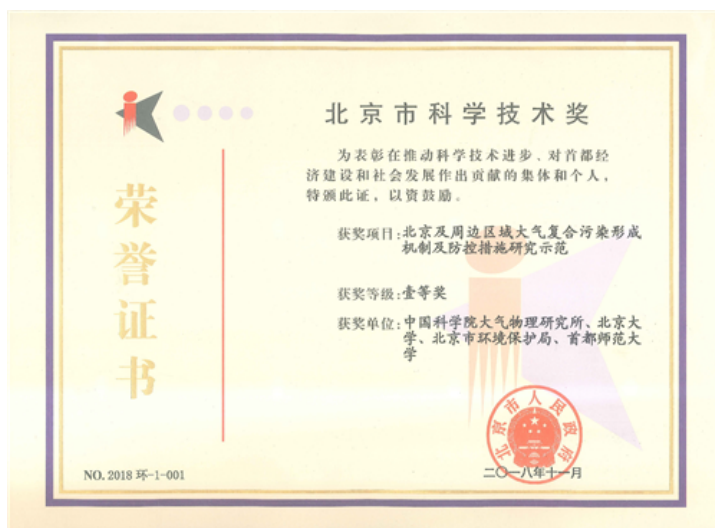 荣誉证书
北京市科学技术奖
为表彰在推动科学技术进步、对首都经
济建设和社会发展作出贡献的集体和个人，
特颁此证，以资鼓励。
获奖项目:北京及周边区域大气复合污染形成
机制及防控措施研究示范
获奖等级:壹等奖
获奖单位:中国科学院大气物理研究所、北京大
学、北京市环境保护局、首都师范大
学
北京市人民政府
二〇一八年十一月
NO. 2018 环-1-001